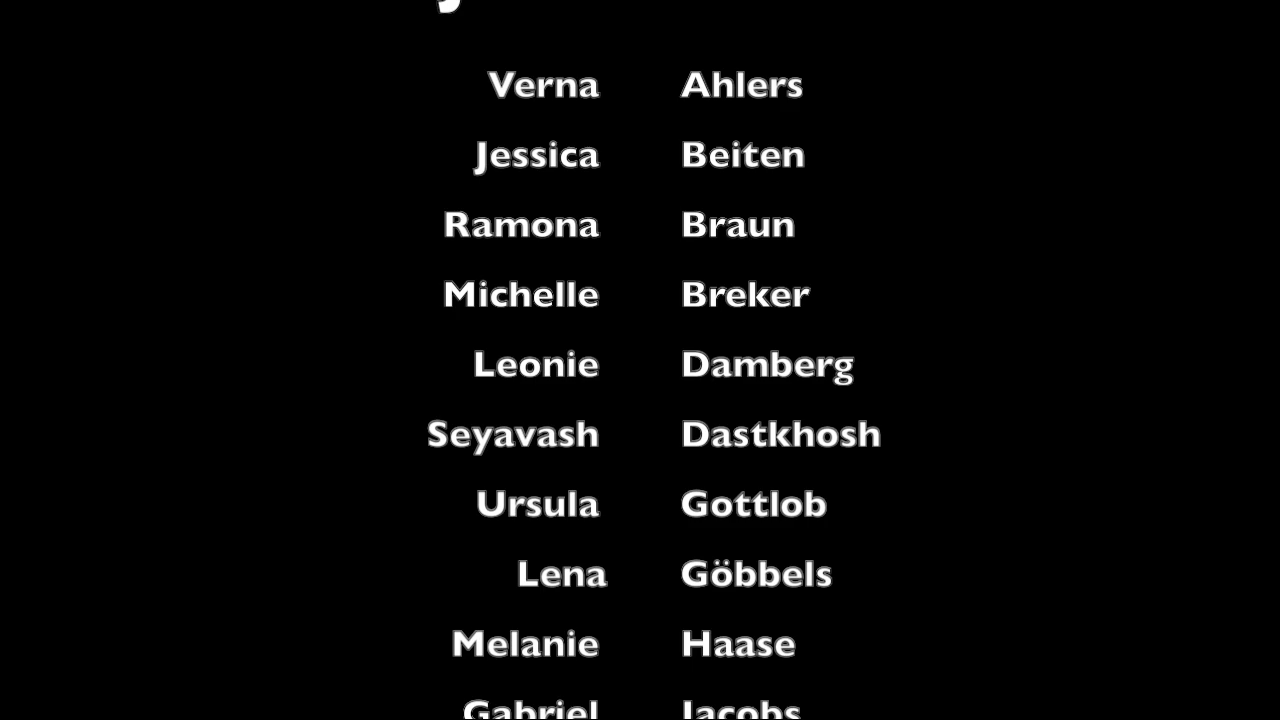 Verna Ahlers
Jessica Beiten
Ramona Braun
Michelle Breker
Leonie Damberg
Seyavash Dastkhosh
Ursula Gottlob
Lena Göbbels
Melanie Haase
Gabriel Jacobs